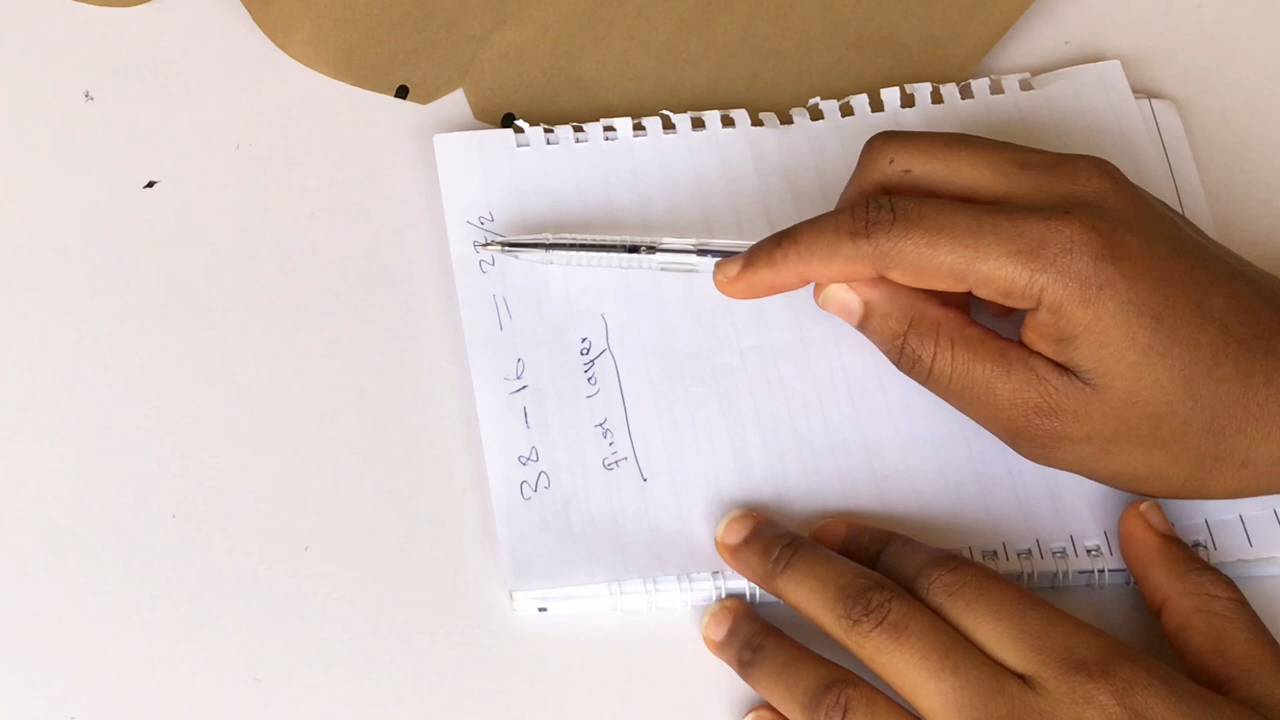 38 - 16 = 22/2
First Layer